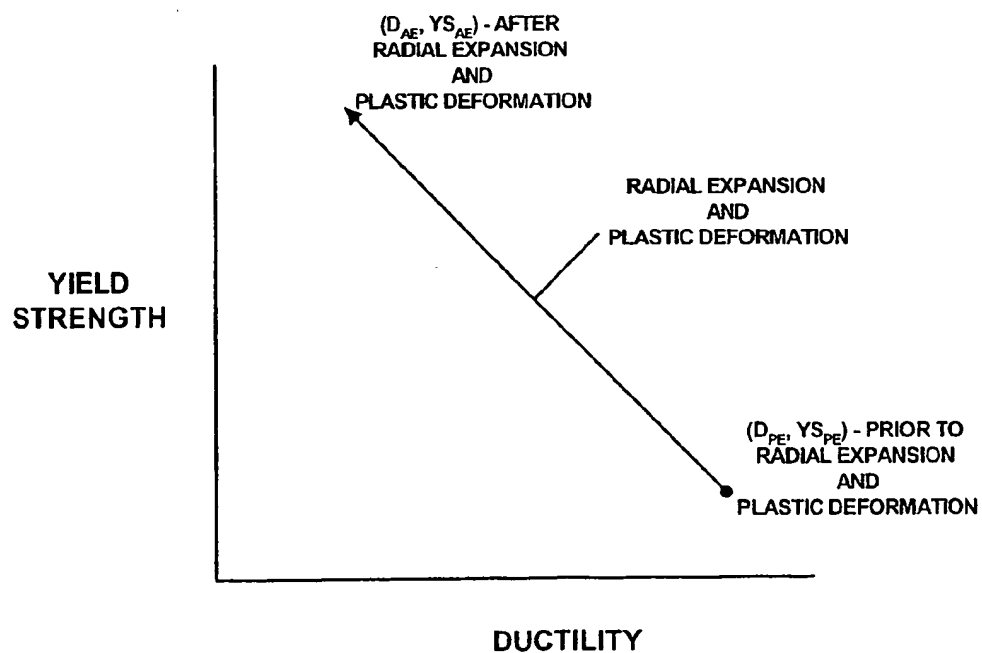 (D_AE, YS_AE) - AFTER
RADIAL EXPANSION
AND
PLASTIC DEFORMATION
RADIAL EXPANSION
AND
PLASTIC DEFORMATION
YIELD
STRENGTH
(D_PE, YS_PE) - PRIOR TO
RADIAL EXPANSION
AND
PLASTIC DEFORMATION
DUCTILITY